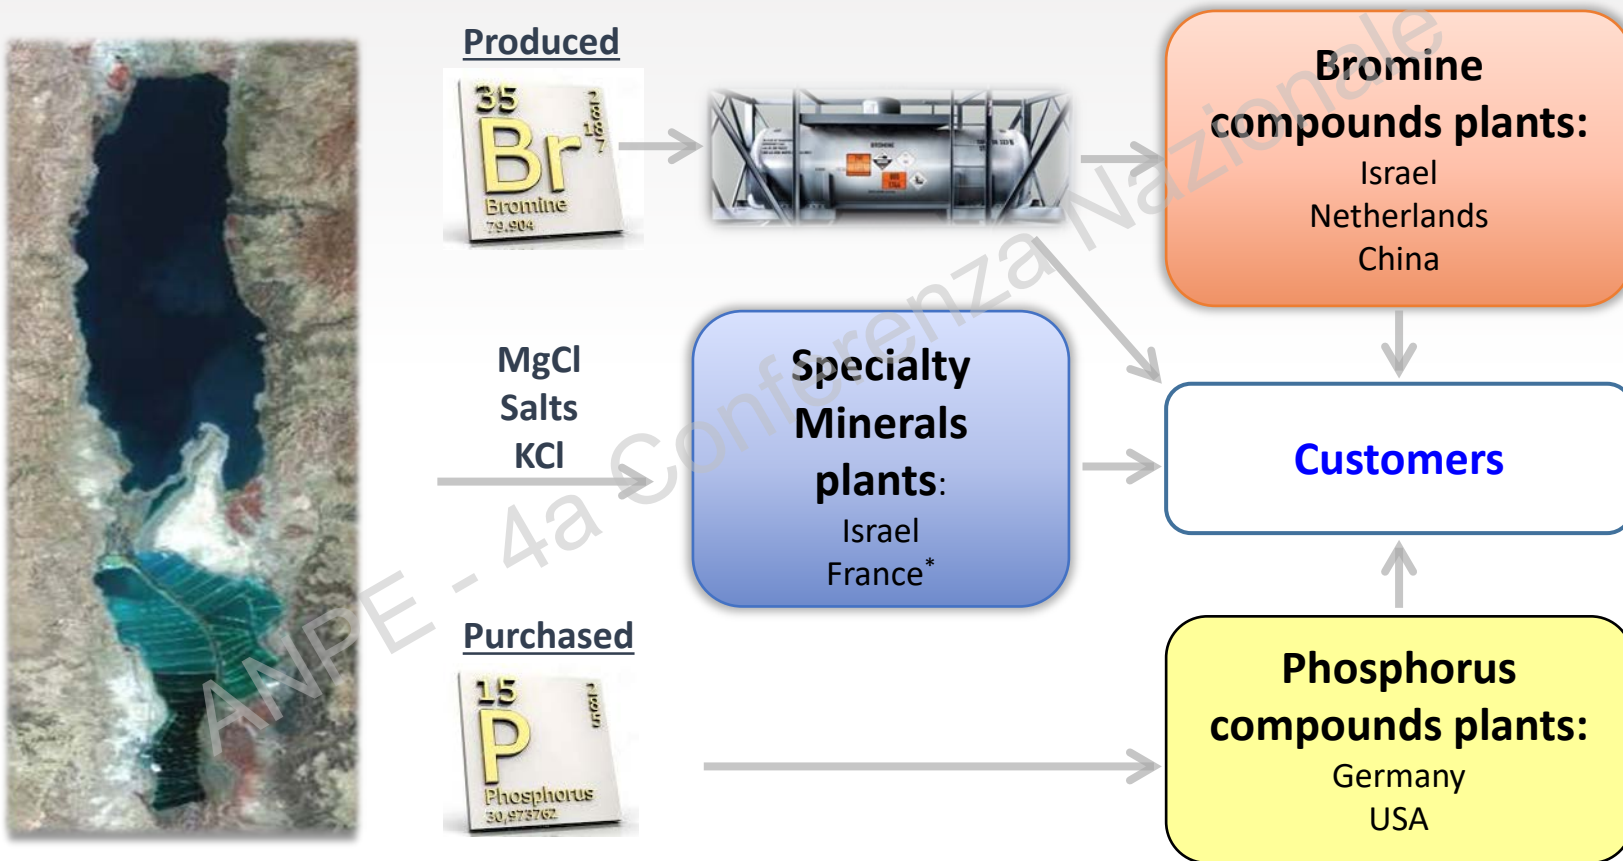 Produced
35
2
8
18
7
Br
Bromine
79.904
BROMINE
Bromine
compounds plants:
Israel
Netherlands
China
MgCl
Salts
KCl
Specialty
Minerals
plants:
Israel
France*
Customers
Purchased
15
2
8
5
P
Phosphorus
30,973762
Phosphorus
compounds plants:
Germany
USA
ANPE - 4a Conferenza Nazionale